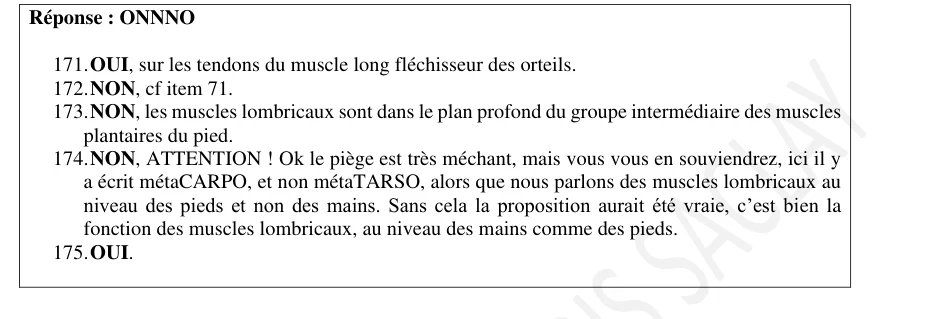 Réponse : ONNNO
171. OUI, sur les tendons du muscle long fléchisseur des orteils.
172. NON, cf item 71.
173. NON, les muscles lombricaux sont dans le plan profond du groupe intermédiaire des muscles
plantaires du pied.
174. NON, ATTENTION ! Ok le piège est très méchant, mais vous vous en souviendrez, ici il y
a écrit métaCARPO, et non métaTARSO, alors que nous parlons des muscles lombricaux au
niveau des pieds et non des mains. Sans cela la proposition aurait été vraie, c’est bien la
fonction des muscles lombricaux, au niveau des mains comme des pieds.
175. OUI.
IS SACLAY